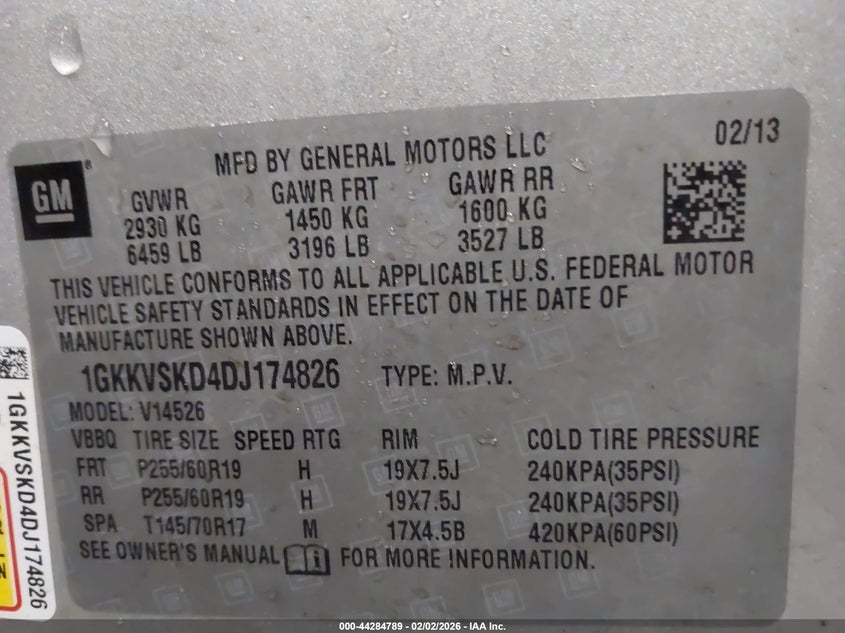 GM
®
MFD BY GENERAL MOTORS LLC
02/13
GVWR GAWR FRT GAWR RR
2930 KG 1450 KG 1600 KG
6459 LB 3196 LB 3527 LB
THIS VEHICLE CONFORMS TO ALL APPLICABLE U.S. FEDERAL MOTOR
VEHICLE SAFETY STANDARDS IN EFFECT ON THE DATE OF
MANUFACTURE SHOWN ABOVE.
1GKKVSKD4DJ174826 TYPE: M.P.V.
MODEL: V14526
VBBQ TIRE SIZE SPEED RTG RIM COLD TIRE PRESSURE
FRT P255/60R19 H 19X7.5J 240KPA(35PSI)
RR P255/60R19 H 19X7.5J 240KPA(35PSI)
SPA T145/70R17 M 17X4.5B 420KPA(60PSI)
SEE OWNER'S MANUAL FOR MORE INFORMATION.
1GKKVSKD4DJ174826
000-44284789 - 02/02/2026 - IAA Inc.